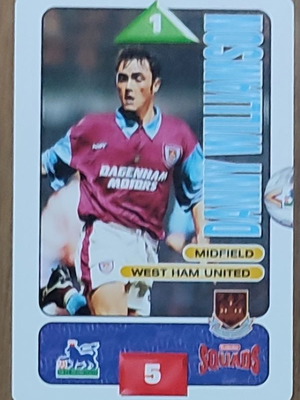 1
DANNY WILLIAMSON
DAGENHAM
MOTORS
MIDFIELD
WEST HAM UNITED
SQUADS
5